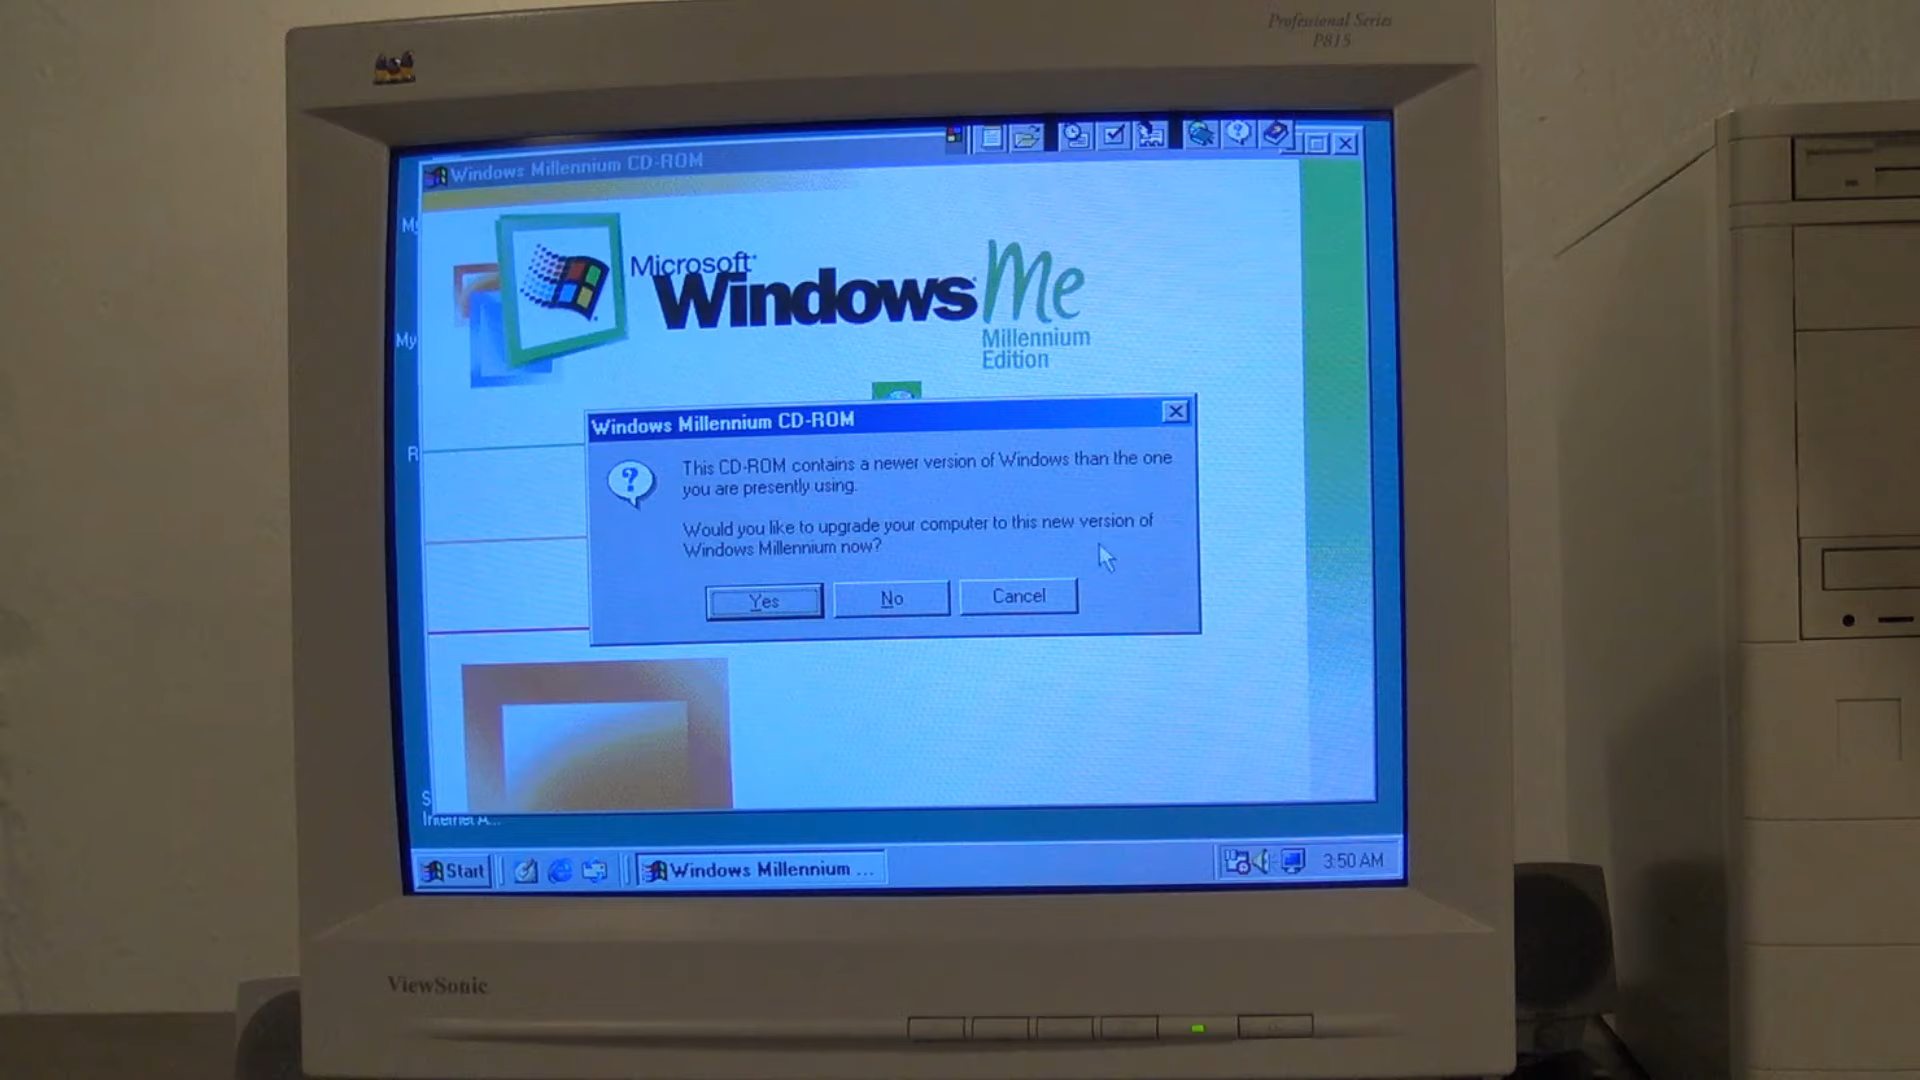 Professional Series
P815
Windows Millennium CD-ROM
Microsoft
Windows Me
Millennium
Edition
My
R
Windows Millennium CD-ROM
This CD-ROM contains a newer version of Windows than the one
you are presently using.
Would you like to upgrade your computer to this new version of
Windows Millennium now?
Yes
No
Cancel
S
Internet A...
Start
Windows Millennium ...
3:50 AM
ViewSonic